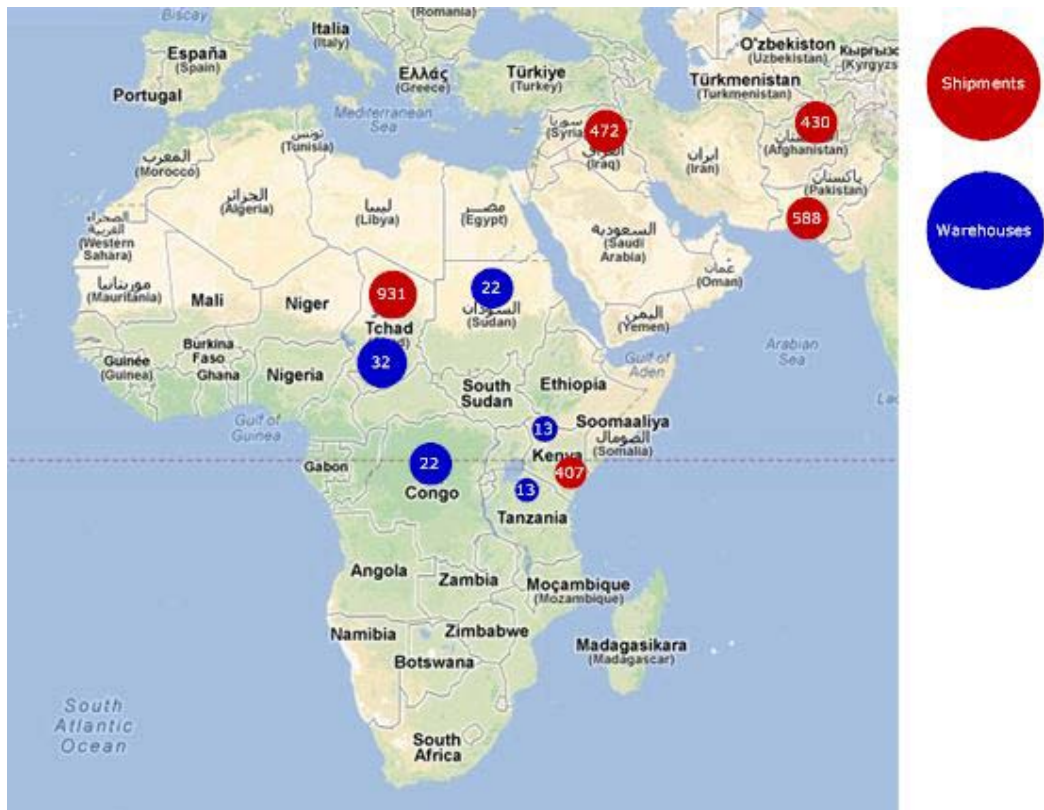 Biscay
(Romania)
Italia
(Italy)
España
(Spain)
Portugal
Ελλάς
(Greece)
Türkiye
(Turkey)
O'zbekiston
(Uzbekistan)
Türkmenistan
(Turkmenistan)
Mediterranean
Sea
تونس
(Tunisia)
المغرب
(Morocco)
الجزائر
(Algeria)
ليبيا
(Libya)
مصر
(Egypt)
سوريا
472
(Iraq)
ایران
(Iran)
430
(Afghanistan)
پاکستان
(Pakistan)
588
الصحراء
الغربية
(Western
Sahara)
السعودية
(Saudi
Arabia)
عُمان
(Oman)
موريتانيا
(Mauritania)
Mali
Niger
931
Tchad
22
السودان
(Sudan)
اليمن
(Yemen)
Arabian
Sea
Gulf of
Aden
Guinée
(Guinea)
Burkina
Faso
Ghana
Nigeria
32
South
Sudan
Ethiopia
Soomaaliya
الصومال
(Somalia)
Gulf of
Guinea
13
Kenya
407
Gabon
22
Congo
13
Tanzania
Angola
Zambia
Moçambique
(Mozambique)
Namibia
Zimbabwe
Botswana
Madagasikara
(Madagascar)
South
Atlantic
Ocean
South
Africa
Shipments
Warehouses